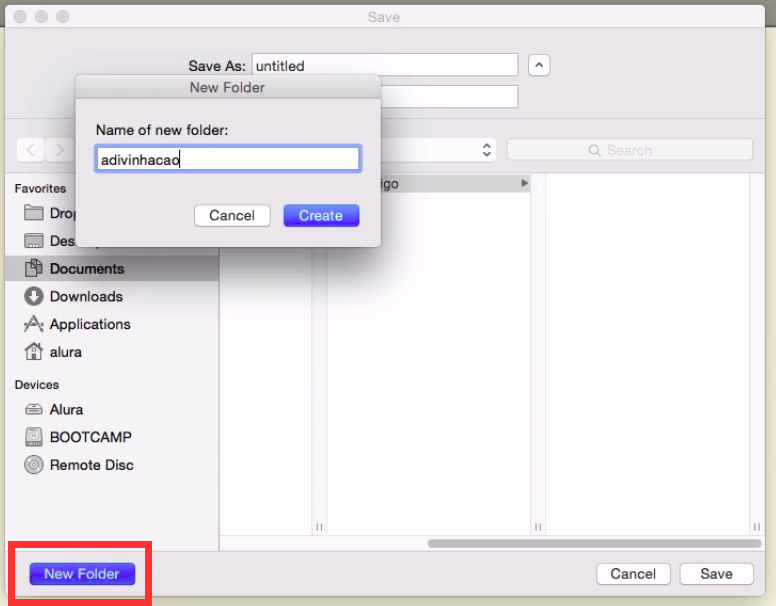 Save
Save As: untitled
New Folder
Name of new folder:
adivinhacao
Cancel Create
Search
Favorites
Documents
Downloads
Applications
alura
Devices
Alura
BOOTCAMP
Remote Disc
New Folder
Cancel Save